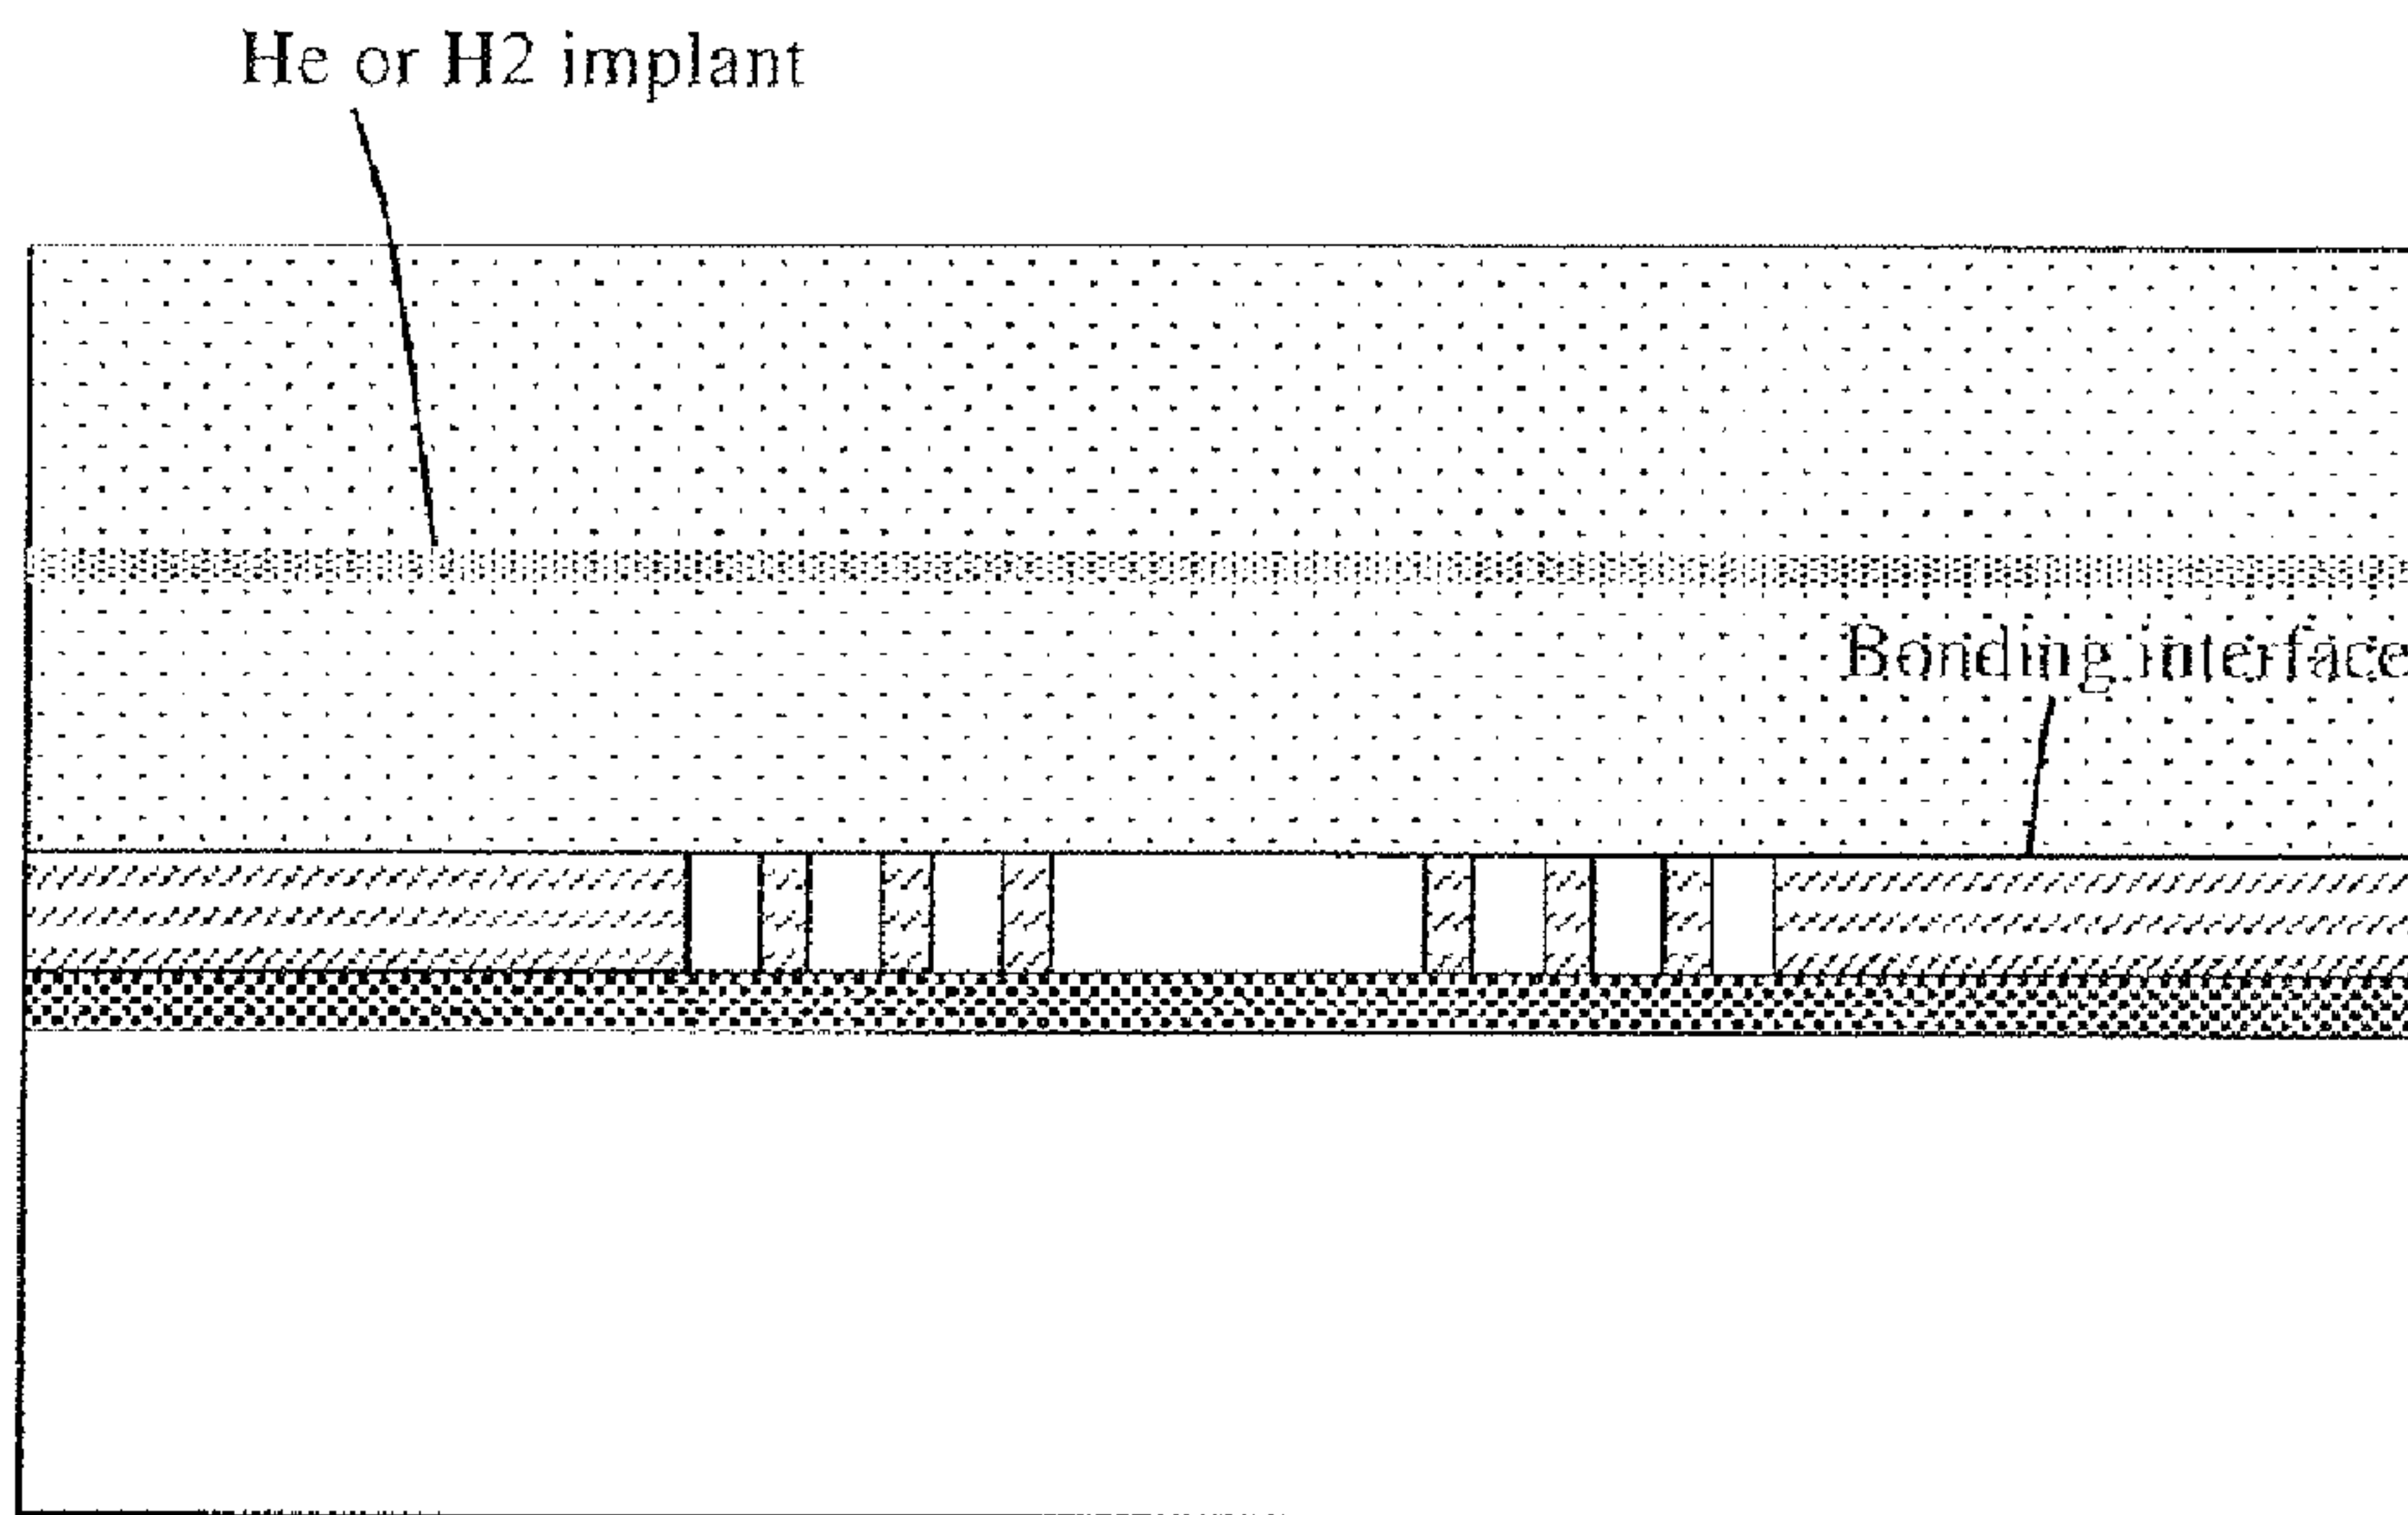 He or H2 implant
Bonding interface